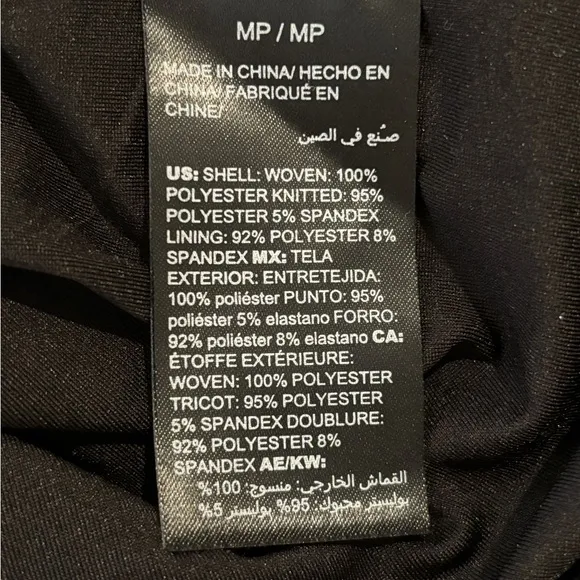 MP / MP
MADE IN CHINA/ HECHO EN
CHINA/ FABRIQUÉ EN
CHINE/
صُنع في الصين
US: SHELL: WOVEN: 100%
POLYESTER KNITTED: 95%
POLYESTER 5% SPANDEX
LINING: 92% POLYESTER 8%
SPANDEX MX: TELA
EXTERIOR: ENTRETEJIDA:
100% poliéster PUNTO: 95%
poliéster 5% elastano FORRO:
92% poliéster 8% elastano CA:
ÉTOFFE EXTÉRIEURE:
WOVEN: 100% POLYESTER
TRICOT: 95% POLYESTER
5% SPANDEX DOUBLURE:
92% POLYESTER 8%
SPANDEX AE/KW:
القماش الخارجي: منسوج: 100%
بوليستر محبوك: 95% بوليستر 5%